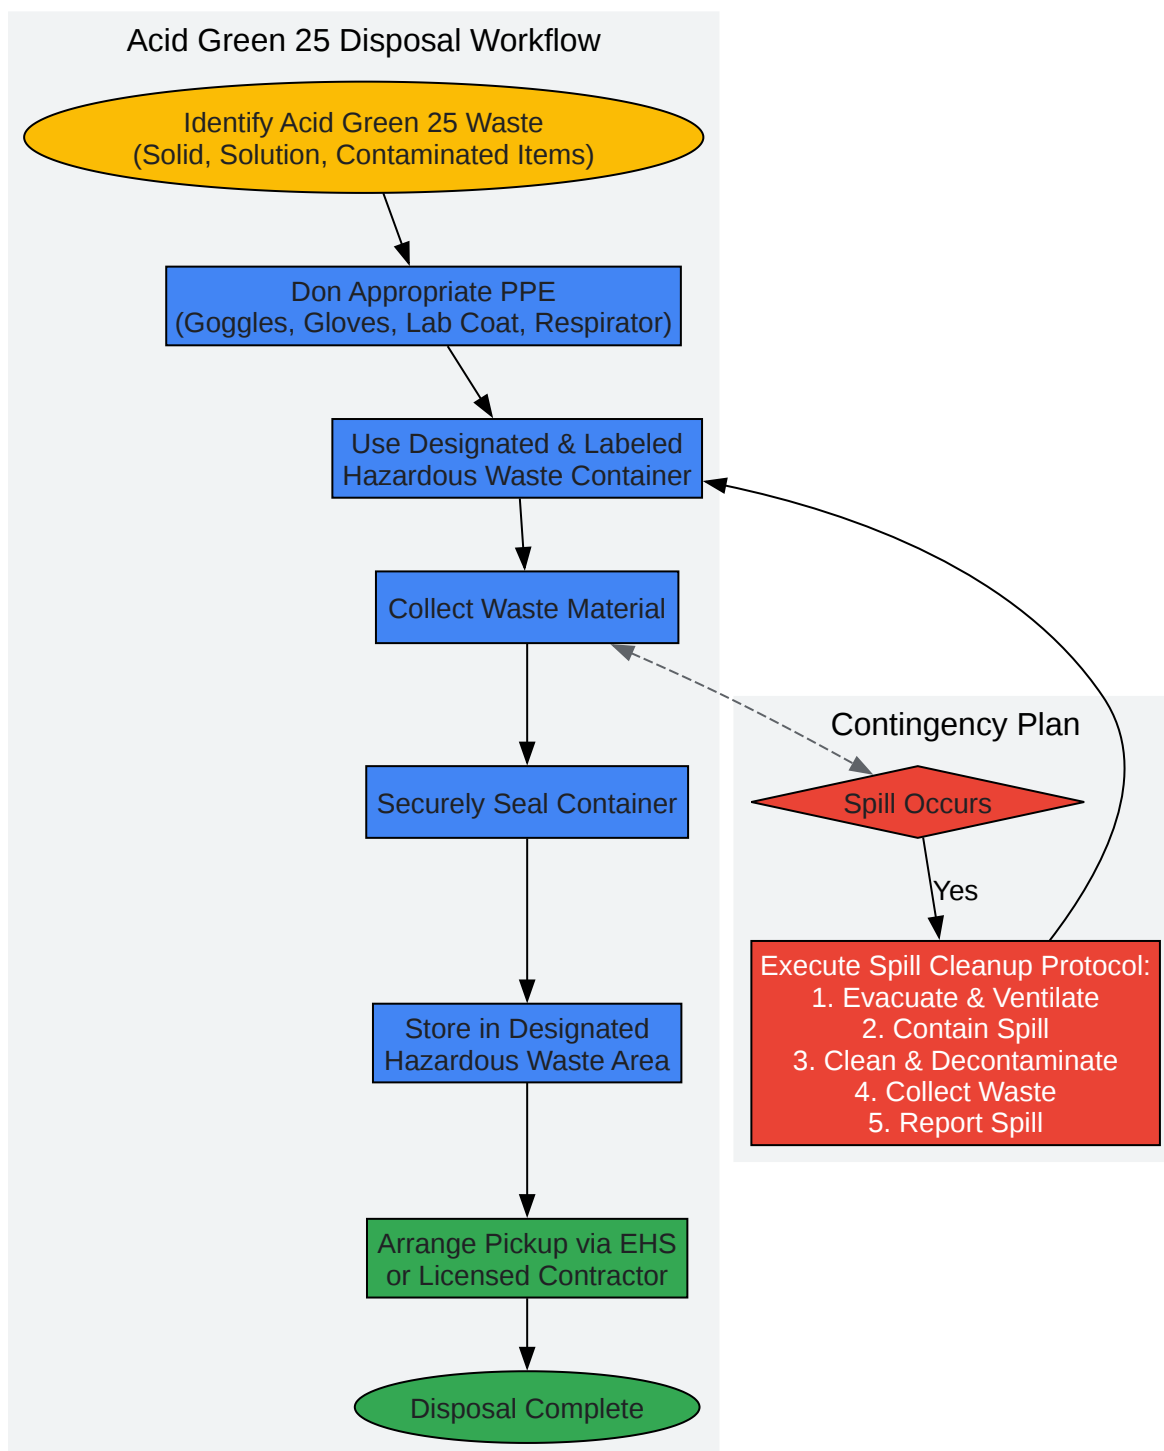 Acid Green 25 Disposal Workflow
Identify Acid Green 25 Waste
(Solid, Solution, Contaminated Items)
Don Appropriate PPE
(Goggles, Gloves, Lab Coat, Respirator)
Use Designated & Labeled
Hazardous Waste Container
Collect Waste Material
Securely Seal Container
Store in Designated
Hazardous Waste Area
Arrange Pickup via EHS
or Licensed Contractor
Disposal Complete
Contingency Plan
Spill Occurs
Yes
Execute Spill Cleanup Protocol:
1. Evacuate & Ventilate
2. Contain Spill
3. Clean & Decontaminate
4. Collect Waste
5. Report Spill